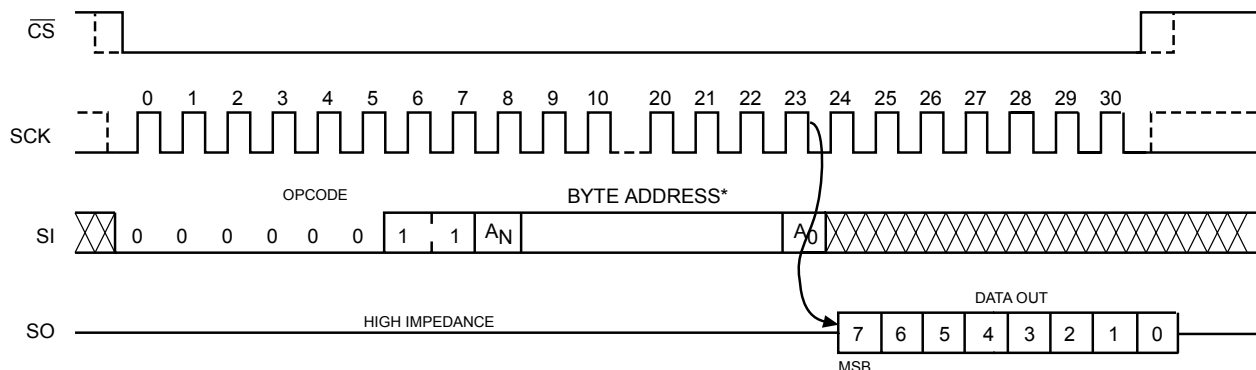 C̅S̅
0 1 2 3 4 5 6 7 8 9 10 20 21 22 23 24 25 26 27 28 29 30
SCK
OPCODE
BYTE ADDRESS*
SI
0 0 0 0 0 0 1 1 AN A0
DATA OUT
HIGH IMPEDANCE
SO
7 6 5 4 3 2 1 0
MSB